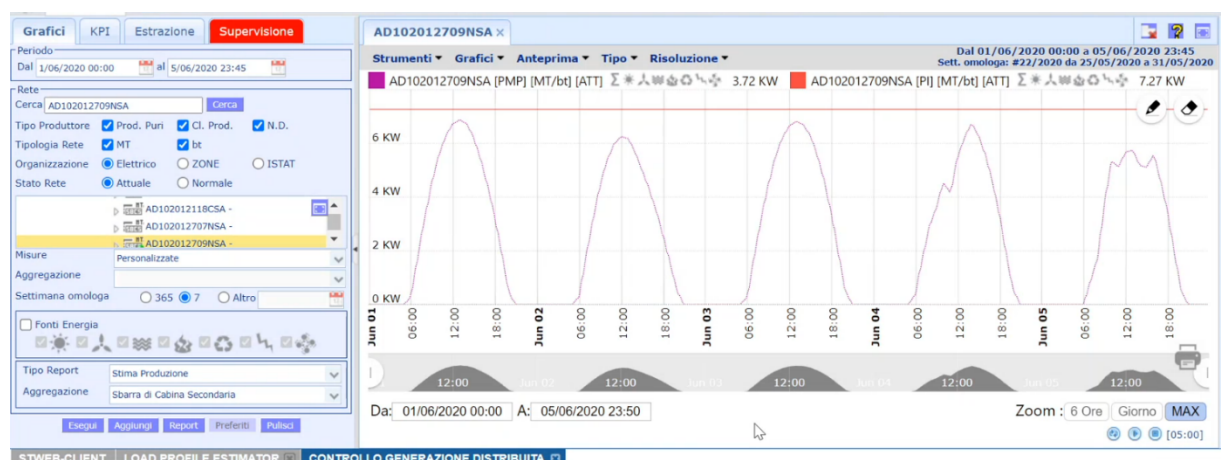 Grafici KPI Estrazione Supervisione
Periodo
Dal 1/06/2020 00:00 al 5/06/2020 23:45
Rete
Cerca AD102012709NSA Cerca
Tipo Produttore Prod. Puri Cl. Prod. N.D.
Tipologia Rete MT bt
Organizzazione Elettrico ZONE ISTAT
Stato Rete Attuale Normale
AD102012118CSA -
AD102012707NSA -
AD102012709NSA -
Misure Personalizzate
Aggregazione
Settimana omologa 365 7 Altro
Fonti Energia
Tipo Report Stima Produzione
Aggregazione Sbarra di Cabina Secondaria
Esegui Aggiungi Report Preferiti Pulisci
AD102012709NSA ×
Strumenti Grafici Anteprima Tipo Risoluzione
Dal 01/06/2020 00:00 a 05/06/2020 23:45
Sett. omologa: #22/2020 da 25/05/2020 a 31/05/2020
AD102012709NSA [PMP] [MT/bt] [ATT] 3.72 KW AD102012709NSA [PI] [MT/bt] [ATT] 7.27 KW
6 KW
4 KW
2 KW
0 KW
Jun 01 06:00 12:00 18:00 Jun 02 06:00 12:00 18:00 Jun 03 06:00 12:00 18:00 Jun 04 06:00 12:00 18:00 Jun 05 06:00 12:00 18:00
12:00 Jun 02 12:00 Jun 03 12:00 Jun 04 12:00 Jun 05 12:00
Da: 01/06/2020 00:00 A: 05/06/2020 23:50 Zoom : 6 Ore Giorno MAX
[05:00]
STWEB-CLIENT LOAD PROFILE ESTIMATOR CONTROLLO GENERAZIONE DISTRIBUITA